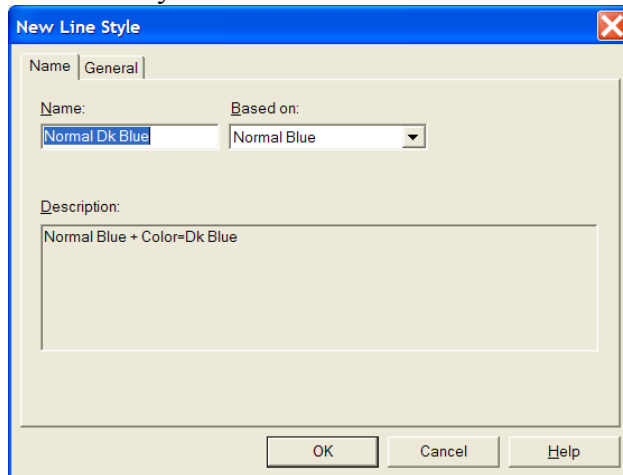 New Line Style
Name General
Name: Based on:
Normal Dk Blue Normal Blue
Description:
Normal Blue + Color=Dk Blue
OK Cancel Help